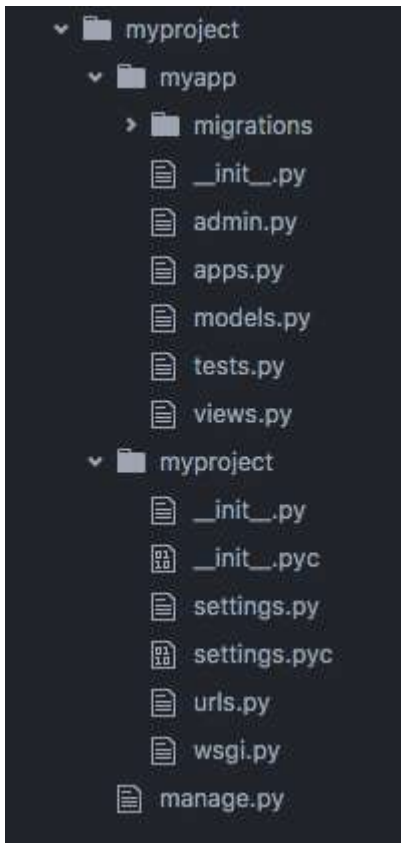 myproject
myapp
migrations
__init__.py
admin.py
apps.py
models.py
tests.py
views.py
myproject
__init__.py
__init__.pyc
settings.py
settings.pyc
urls.py
wsgi.py
manage.py